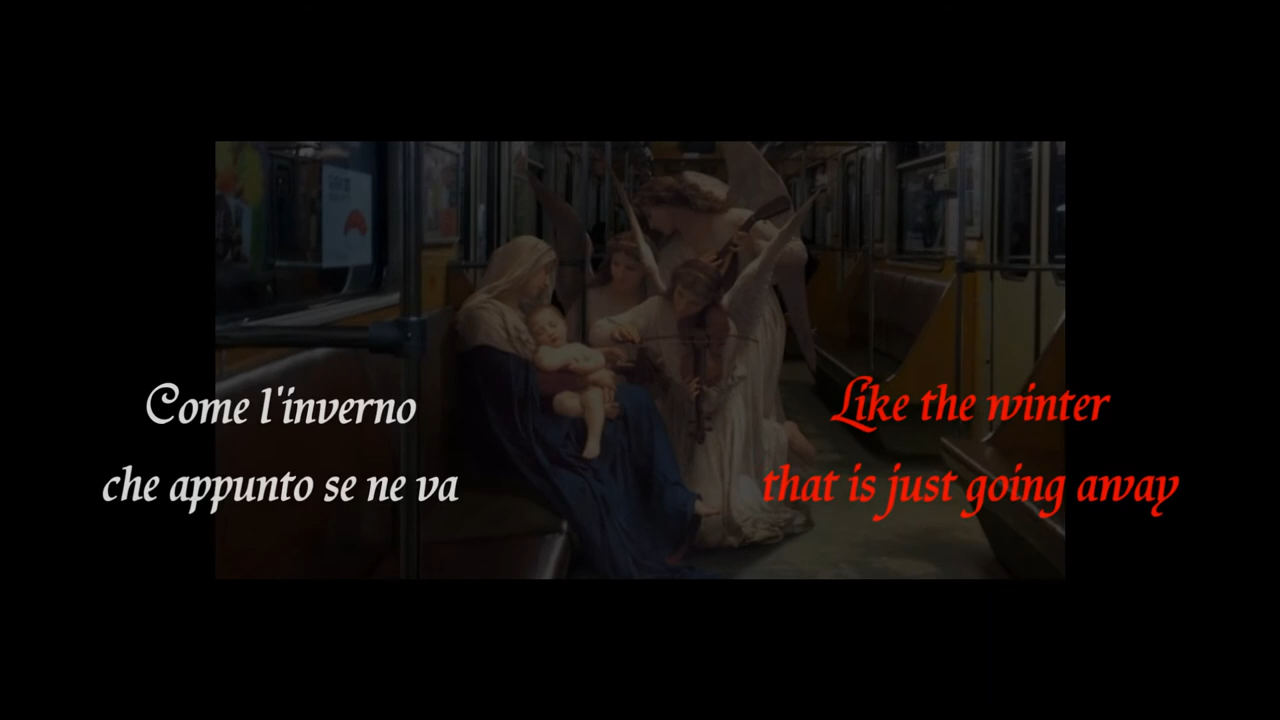 Come l'inverno
che appunto se ne va
Like the winter
that is just going away